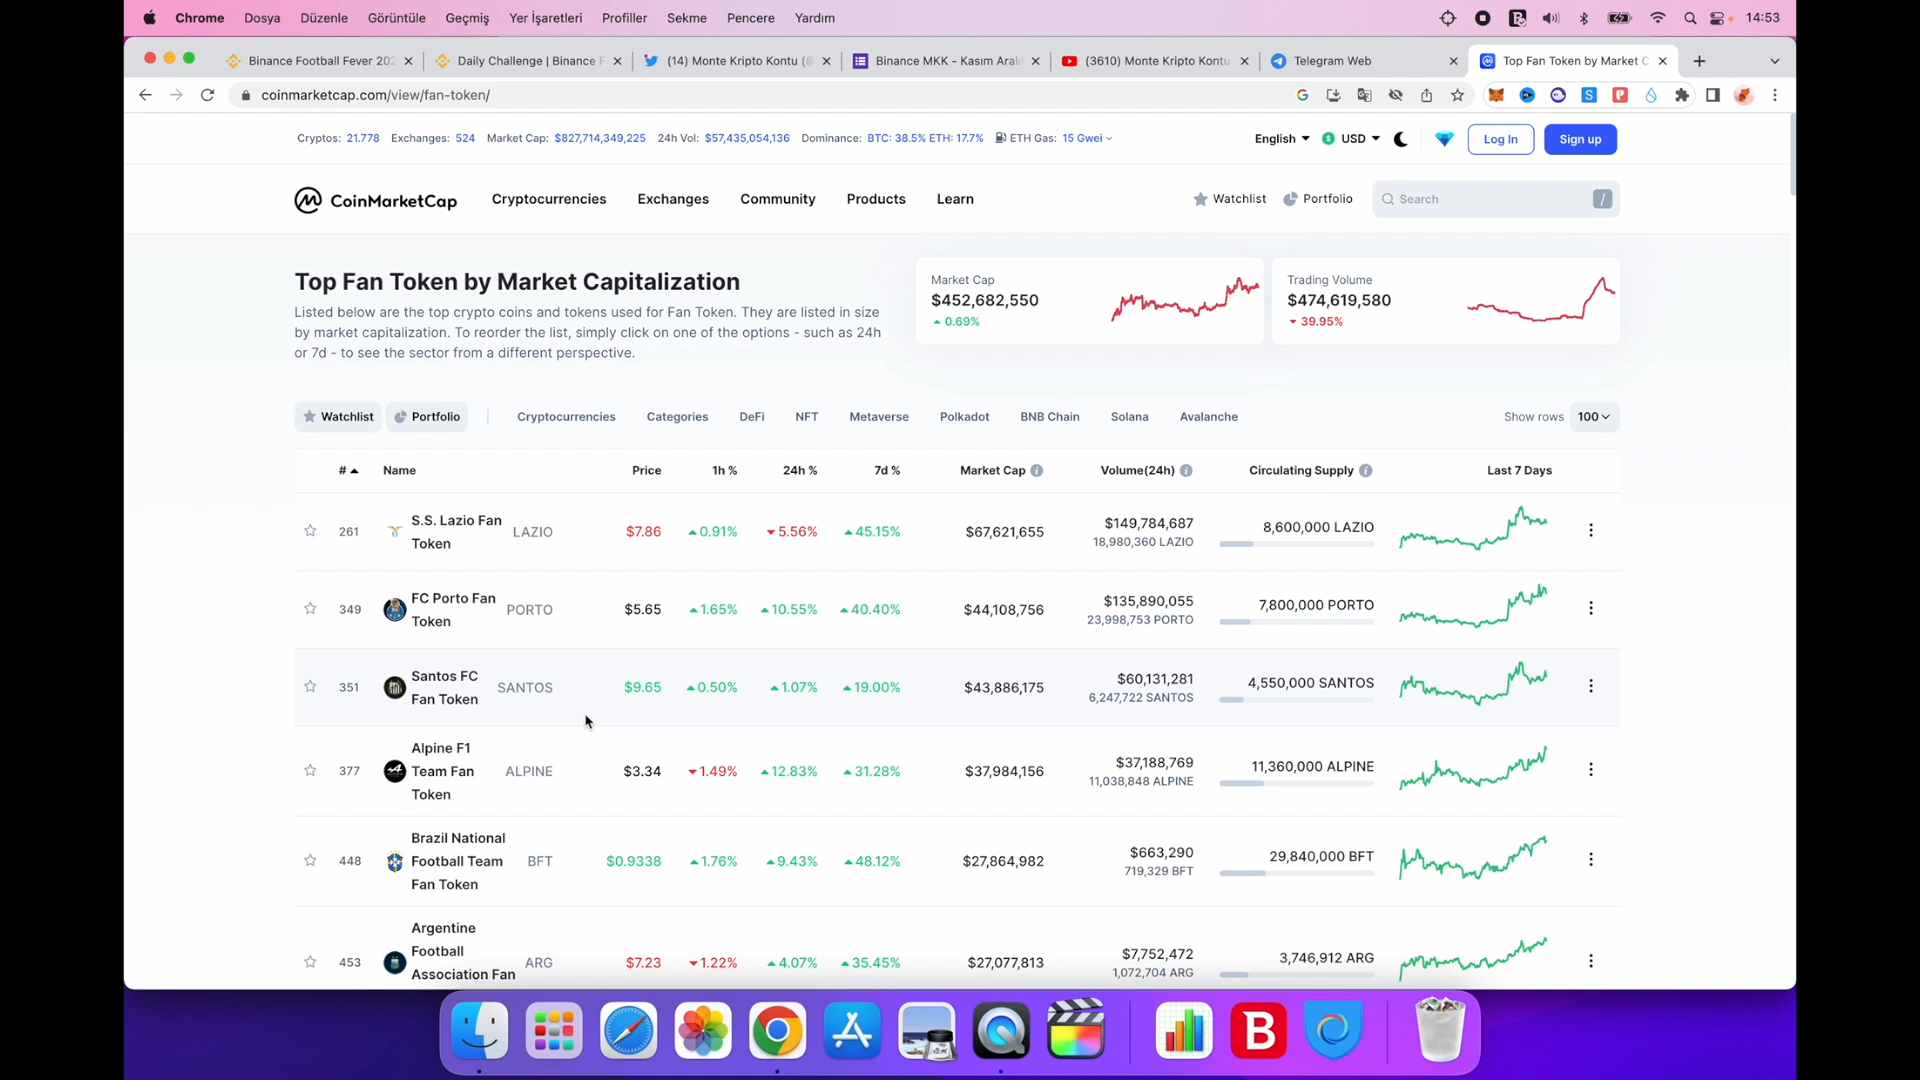 Chrome Dosya Düzenle Görüntüle Geçmiş Yer İşaretleri Profiller Sekme Pencere Yardım 14:53
Binance Football Fever 202 Daily Challenge | Binance F (14) Monte Kripto Kontu (@ Binance MKK - Kasım Aralı (3610) Monte Kripto Kontu Telegram Web Top Fan Token by Market C
coinmarketcap.com/view/fan-token/
Cryptos: 21.778 Exchanges: 524 Market Cap: $827,714,349,225 24h Vol: $57,435,054,136 Dominance: BTC: 38.5% ETH: 17.7% ETH Gas: 15 Gwei English USD Log In Sign up
CoinMarketCap Cryptocurrencies Exchanges Community Products Learn Watchlist Portfolio Search /
Top Fan Token by Market Capitalization
Listed below are the top crypto coins and tokens used for Fan Token. They are listed in size
by market capitalization. To reorder the list, simply click on one of the options - such as 24h
or 7d - to see the sector from a different perspective.
Market Cap
$452,682,550
0.69%
Trading Volume
$474,619,580
39.95%
Watchlist Portfolio Cryptocurrencies Categories DeFi NFT Metaverse Polkadot BNB Chain Solana Avalanche Show rows 100
# Name Price 1h % 24h % 7d % Market Cap Volume(24h) Circulating Supply Last 7 Days
261 S.S. Lazio Fan Token LAZIO $7.86 0.91% 5.56% 45.15% $67,621,655 $149,784,687 18,980,360 LAZIO 8,600,000 LAZIO
349 FC Porto Fan Token PORTO $5.65 1.65% 10.55% 40.40% $44,108,756 $135,890,055 23,998,753 PORTO 7,800,000 PORTO
351 Santos FC Fan Token SANTOS $9.65 0.50% 1.07% 19.00% $43,886,175 $60,131,281 6,247,722 SANTOS 4,550,000 SANTOS
377 Alpine F1 Team Fan Token ALPINE $3.34 1.49% 12.83% 31.28% $37,984,156 $37,188,769 11,038,848 ALPINE 11,360,000 ALPINE
448 Brazil National Football Team Fan Token BFT $0.9338 1.76% 9.43% 48.12% $27,864,982 $663,290 719,329 BFT 29,840,000 BFT
453 Argentine Football Association Fan ARG $7.23 1.22% 4.07% 35.45% $27,077,813 $7,752,472 1,072,704 ARG 3,746,912 ARG